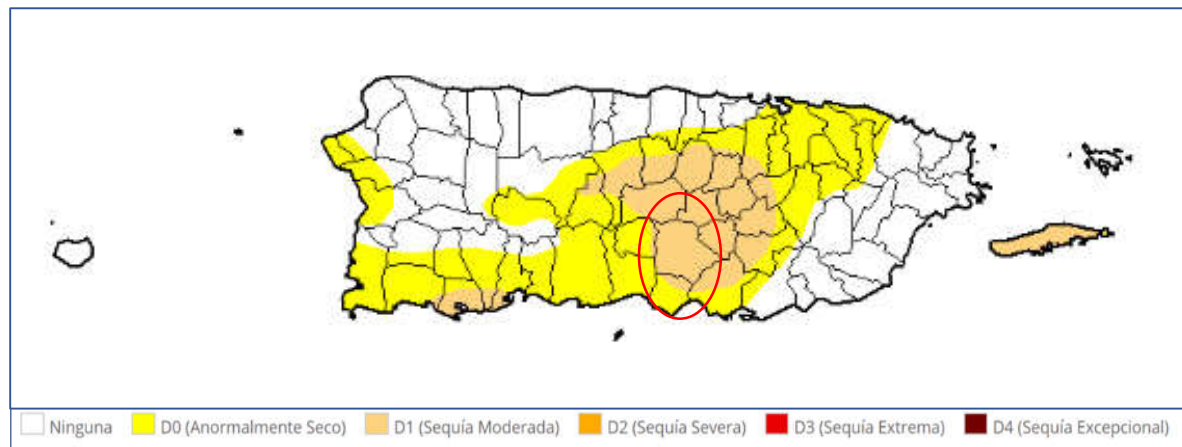 Ninguna D0 (Anormalmente Seco) D1 (Sequía Moderada) D2 (Sequía Severa) D3 (Sequía Extrema) D4 (Sequía Excepcional)